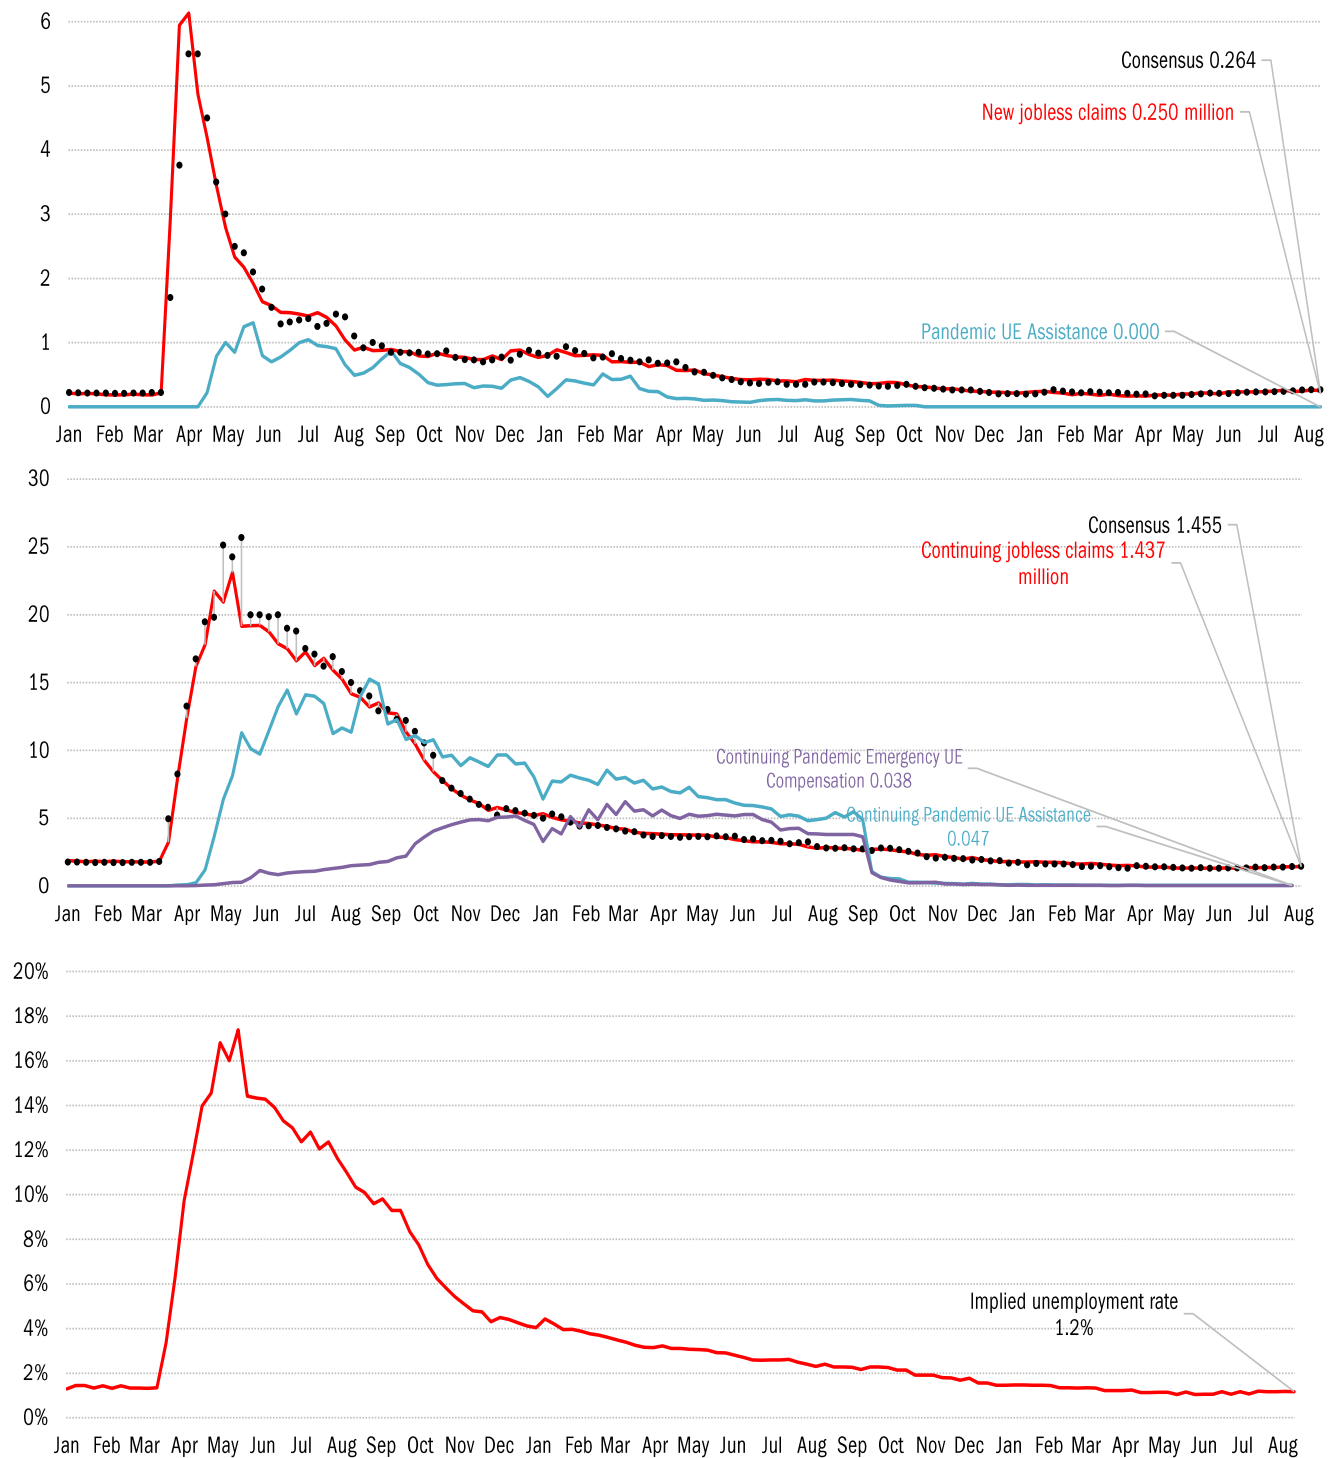 6
5
4
3
2
1
0
Consensus 0.264
New jobless claims 0.250 million
Pandemic UE Assistance 0.000
Jan Feb Mar Apr May Jun Jul Aug Sep Oct Nov Dec Jan Feb Mar Apr May Jun Jul Aug Sep Oct Nov Dec Jan Feb Mar Apr May Jun Jul Aug
30
25
20
15
10
5
0
Consensus 1.455
Continuing jobless claims 1.437
million
Continuing Pandemic Emergency UE
Compensation 0.038
Continuing Pandemic UE Assistance
0.047
Jan Feb Mar Apr May Jun Jul Aug Sep Oct Nov Dec Jan Feb Mar Apr May Jun Jul Aug Sep Oct Nov Dec Jan Feb Mar Apr May Jun Jul Aug
20%
18%
16%
14%
12%
10%
8%
6%
4%
2%
0%
Implied unemployment rate
1.2%
Jan Feb Mar Apr May Jun Jul Aug Sep Oct Nov Dec Jan Feb Mar Apr May Jun Jul Aug Sep Oct Nov Dec Jan Feb Mar Apr May Jun Jul Aug